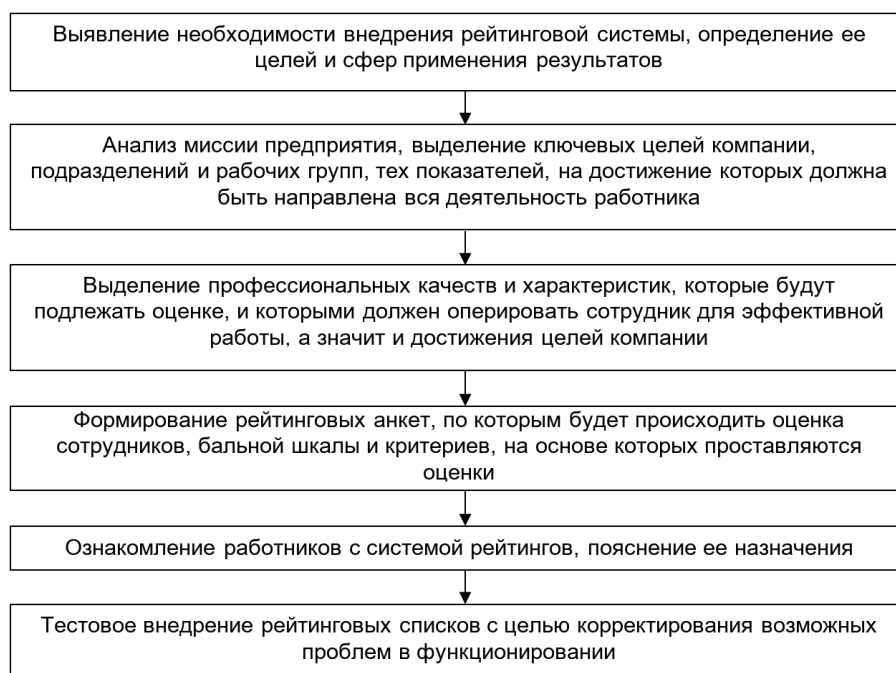 Выявление необходимости внедрения рейтинговой системы, определение ее
целей и сфер применения результатов
Анализ миссии предприятия, выделение ключевых целей компании,
подразделений и рабочих групп, тех показателей, на достижение которых должна
быть направлена вся деятельность работника
Выделение профессиональных качеств и характеристик, которые будут
подлежать оценке, и которыми должен оперировать сотрудник для эффективной
работы, а значит и достижения целей компании
Формирование рейтинговых анкет, по которым будет происходить оценка
сотрудников, бальной шкалы и критериев, на основе которых проставляются
оценки
Ознакомление работников с системой рейтингов, пояснение ее назначения
Тестовое внедрение рейтинговых списков с целью корректирования возможных
проблем в функционировании